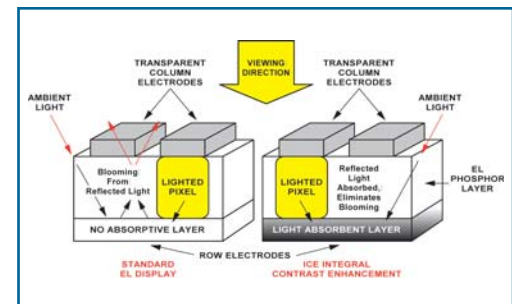 TRANSPARENT
COLUMN
ELECTRODES
VIEWING
DIRECTION
TRANSPARENT
COLUMN
ELECTRODES
AMBIENT
LIGHT
AMBIENT
LIGHT
Blooming
From
Reflected Light
LIGHTED
PIXEL
LIGHTED
PIXEL
Reflected
Light
Absorbed,
Eliminates
Blooming
EL
PHOSPHOR
LAYER
NO ABSORPTIVE LAYER
LIGHT ABSORBENT LAYER
ROW ELECTRODES
STANDARD
EL DISPLAY
ICE INTEGRAL
CONTRAST ENHANCEMENT